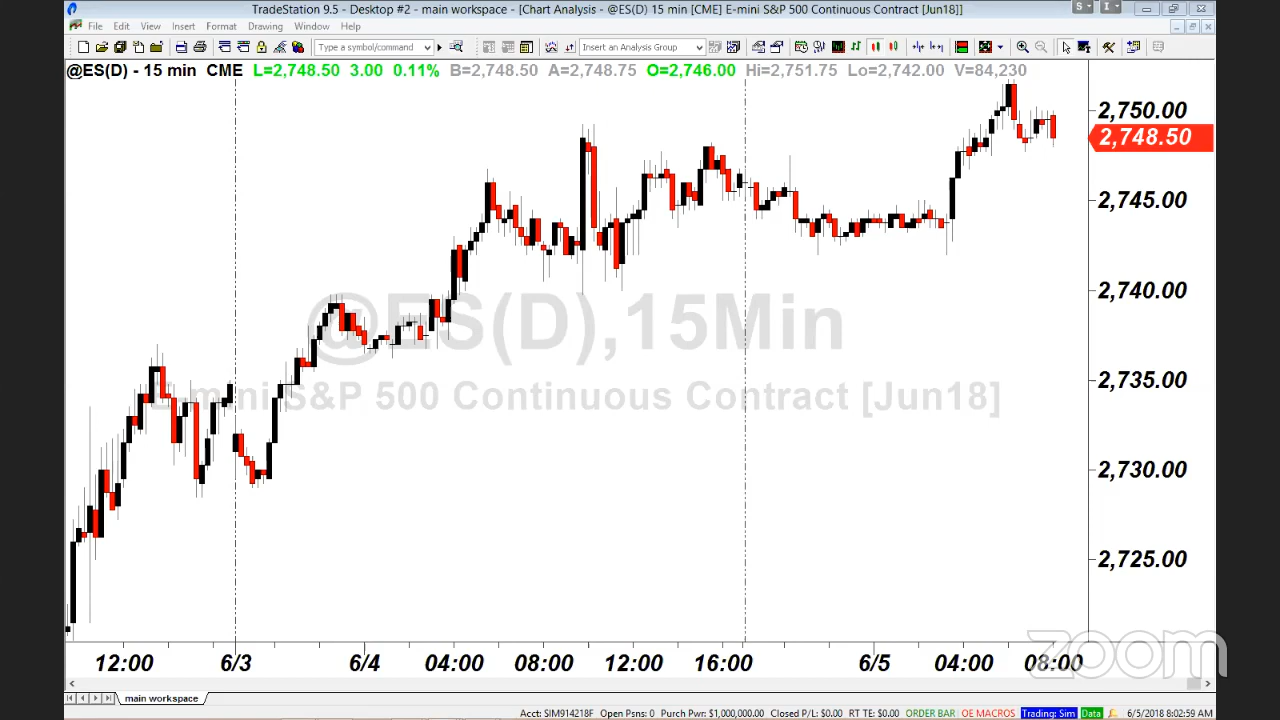 TradeStation 9.5 - Desktop #2 - main workspace - [Chart Analysis - @ES(D) 15 min [CME] E-mini S&P 500 Continuous Contract [Jun18]]
S I
File Edit View Insert Format Drawing Window Help
Type a symbol/command Insert an Analysis Group
@ES(D) - 15 min CME L=2,748.50 3.00 0.11% B=2,748.50 A=2,748.75 O=2,746.00 Hi=2,751.75 Lo=2,742.00 V=84,230
2,750.00
2,748.50
2,745.00
2,740.00
@ES(D),15Min
2,735.00
E-mini S&P 500 Continuous Contract [Jun18]
2,730.00
2,725.00
12:00 6/3 6/4 04:00 08:00 12:00 16:00 6/5 04:00 08:00
zoom
main workspace
Acct: SIM914218F Open Psns: 0 Purch Pwr: $1,000,000.00 Closed P/L: $0.00 RT TE: $0.00 ORDER BAR OE MACROS Trading: Sim Data 6/5/2018 8:02:59 AM